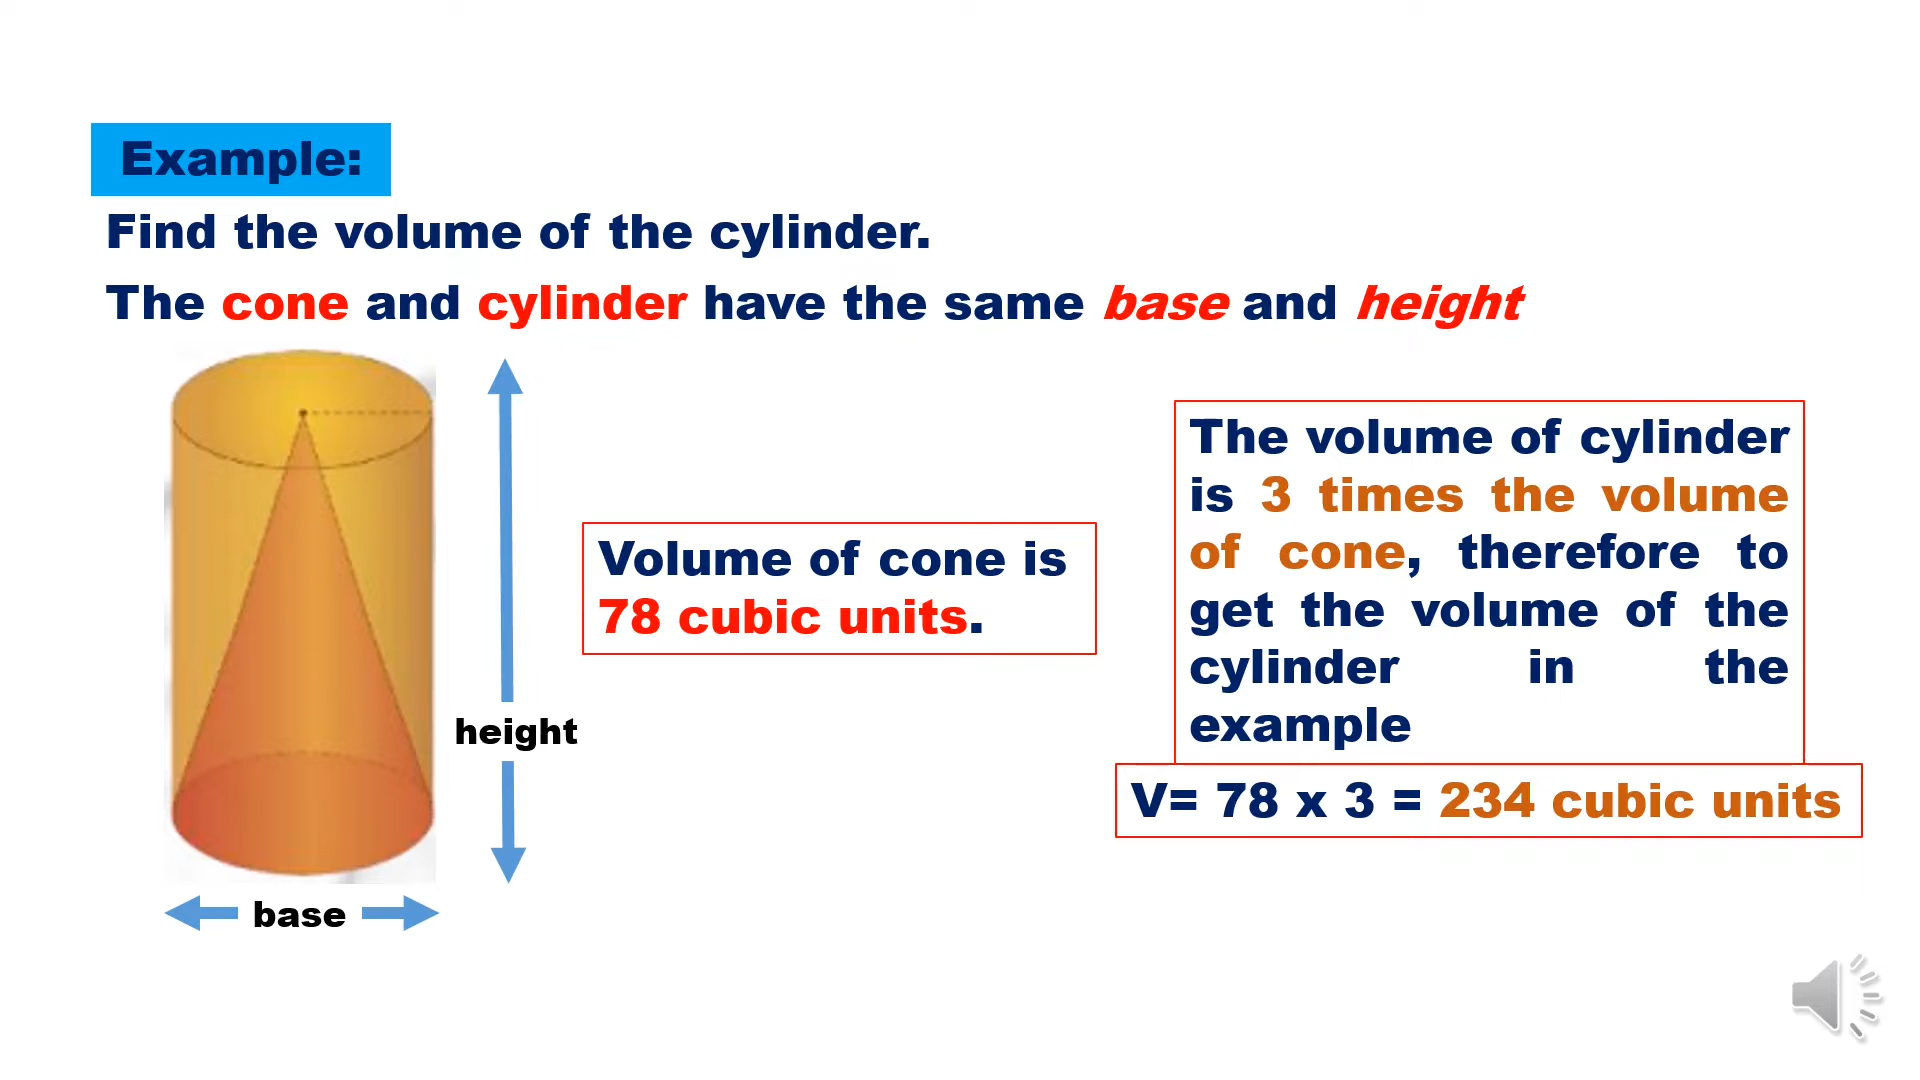 Example:
Find the volume of the cylinder.
The cone and cylinder have the same base and height
height
base
Volume of cone is
78 cubic units.
The volume of cylinder
is 3 times the volume
of cone, therefore to
get the volume of the
cylinder in the
example
V= 78 x 3 = 234 cubic units